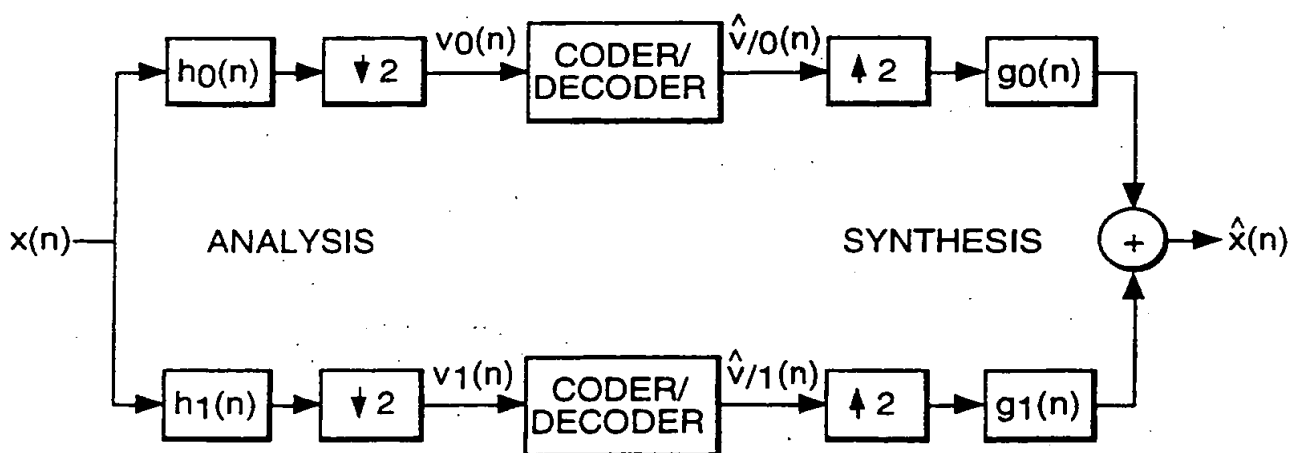 h0(n) ↓2 v0(n) CODER/
DECODER v̂/0(n) ↑2 g0(n)
x(n) ANALYSIS SYNTHESIS + x̂(n)
h1(n) ↓2 v1(n) CODER/
DECODER v̂/1(n) ↑2 g1(n)